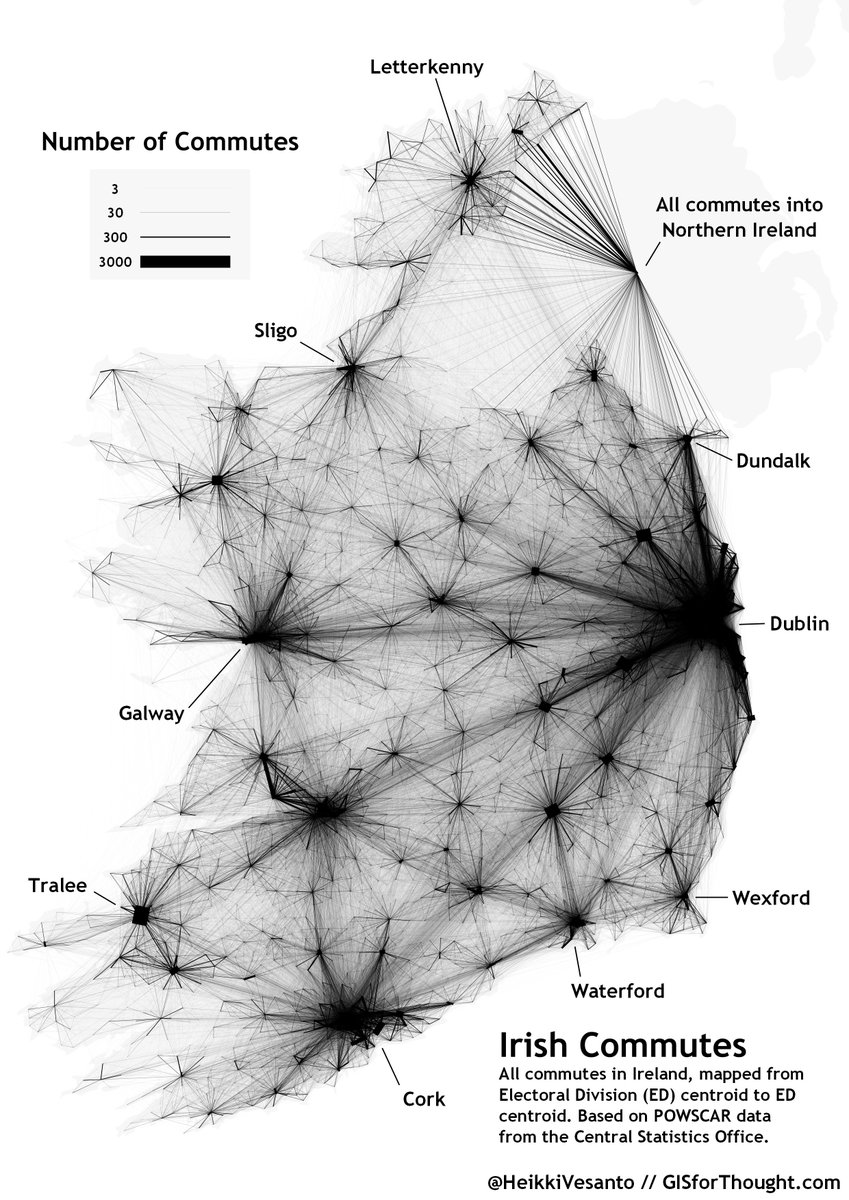 Letterkenny
Number of Commutes
3
30
300
3000
All commutes into
Northern Ireland
Sligo
Dundalk
Dublin
Galway
Tralee
Wexford
Waterford
Cork
Irish Commutes
All commutes in Ireland, mapped from
Electoral Division (ED) centroid to ED
centroid. Based on POWSCAR data
from the Central Statistics Office.
@HeikkiVesanto // GISforThought.com